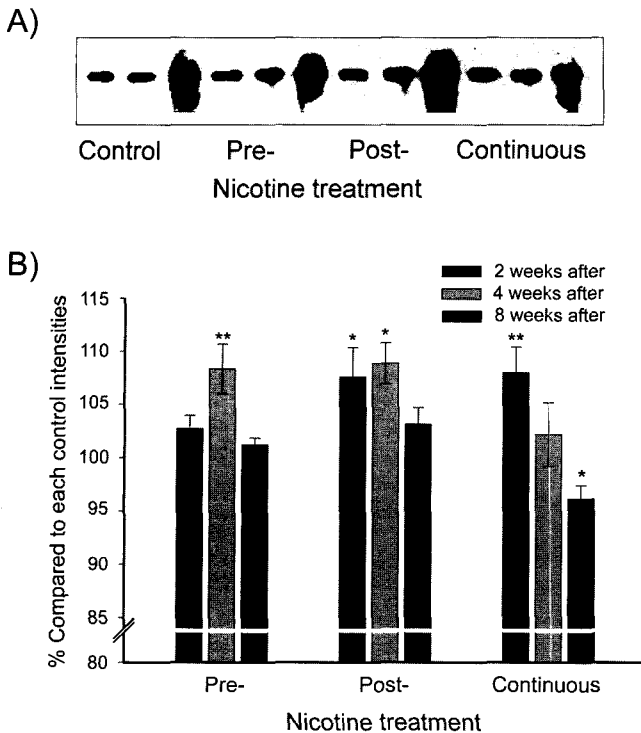 A)
Control Pre- Post- Continuous
Nicotine treatment
B)
2 weeks after
4 weeks after
8 weeks after
% Compared to each control intensities
115
110
105
100
95
90
85
80
** * * ** *
Pre- Post- Continuous
Nicotine treatment